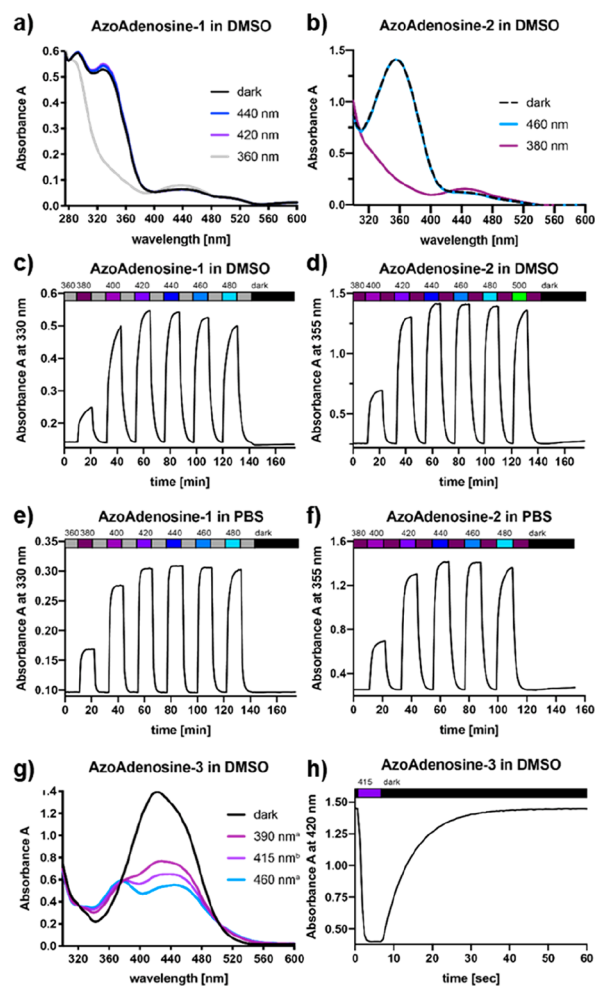 a) AzoAdenosine-1 in DMSO
Absorbance A
0.6
0.5
0.4
0.3
0.2
0.1
0.0
dark
440 nm
420 nm
360 nm
280 320 360 400 440 480 520 560 600
wavelength [nm]
b) AzoAdenosine-2 in DMSO
Absorbance A
1.5
1.0
0.5
0.0
dark
460 nm
380 nm
360 400 440 480 520 560 600
wavelength [nm]
c) AzoAdenosine-1 in DMSO
360 380 400 420 440 460 480 dark
Absorbance A at 330 nm
0.6
0.5
0.4
0.3
0.2
0 20 40 60 80 100 120 140 160
time [min]
d) AzoAdenosine-2 in DMSO
380 400 420 440 460 480 500 dark
Absorbance A at 355 nm
1.5
1.0
0.5
0 20 40 60 80 100 120 140 160
time [min]
e) AzoAdenosine-1 in PBS
360 380 400 420 440 460 480 dark
Absorbance A at 330 nm
0.35
0.30
0.25
0.20
0.15
0.10
0 20 40 60 80 100 120 140 160
time [min]
f) AzoAdenosine-2 in PBS
380 400 420 440 460 480 dark
Absorbance A at 355 nm
1.6
1.2
0.8
0.4
0 20 40 60 80 100 120 140 160
time [min]
g) AzoAdenosine-3 in DMSO
Absorbance A
1.4
1.2
1.0
0.8
0.6
0.4
0.2
0.0
dark
390 nmᵃ
415 nmᵇ
460 nmᵃ
300 360 400 440 480 520 560 600
wavelength [nm]
h) AzoAdenosine-3 in DMSO
415 dark
Absorbance A at 420 nm
1.50
1.25
1.00
0.75
0.50
0 10 20 30 40 50 60
time [sec]